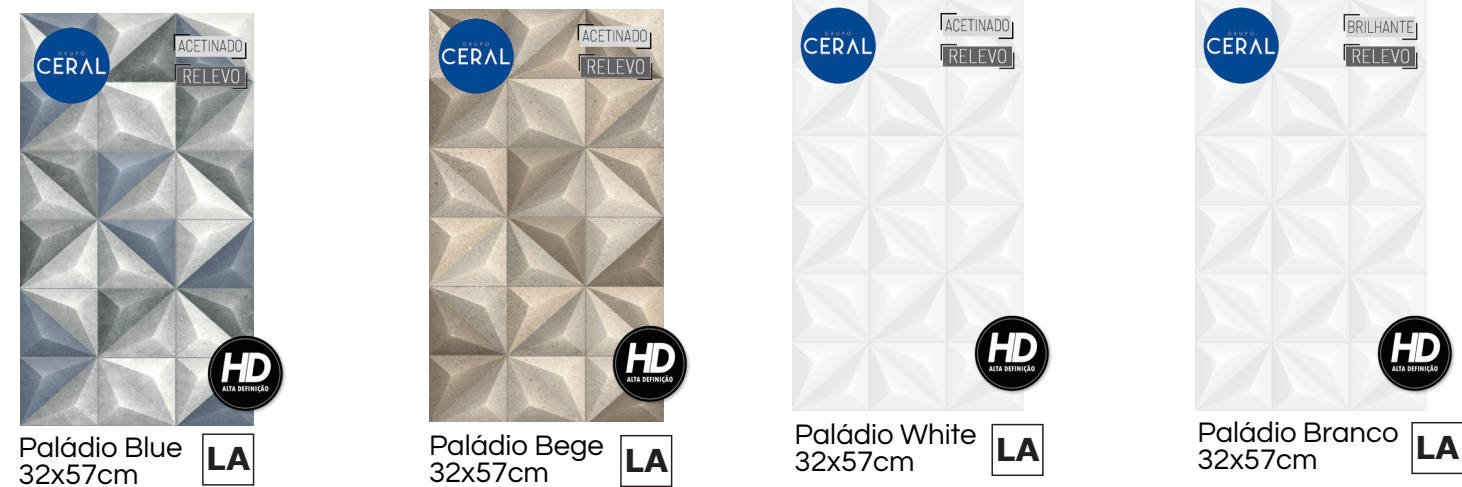 GRUPO
CERAL
ACETINADO
RELEVO
HD
ALTA DEFINIÇÃO
Paládio Blue
32x57cm
LA
GRUPO
CERAL
ACETINADO
RELEVO
HD
ALTA DEFINIÇÃO
Paládio Bege
32x57cm
LA
GRUPO
CERAL
ACETINADO
RELEVO
HD
ALTA DEFINIÇÃO
Paládio White
32x57cm
LA
GRUPO
CERAL
BRILHANTE
RELEVO
HD
ALTA DEFINIÇÃO
Paládio Branco
32x57cm
LA